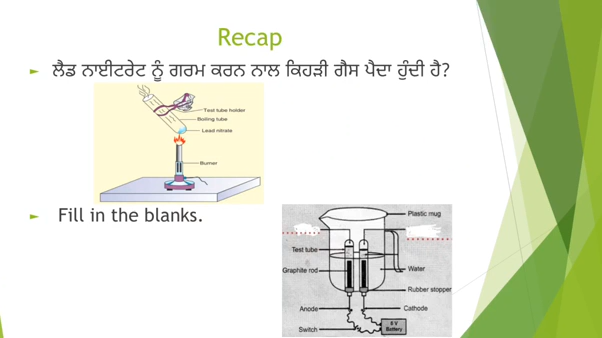 Recap
► ਲੈਡ ਨਾਈਟਰੇਟ ਨੂੰ ਗਰਮ ਕਰਨ ਨਾਲ ਕਿਹੜੀ ਗੈਸ ਪੈਦਾ ਹੁੰਦੀ ਹੈ?
Test tube holder
Boiling tube
Lead nitrate
Burner
► Fill in the blanks.
Plastic mug
Test tube
Graphite rod
Water
Rubber stopper
Anode
Cathode
Switch
6 V
Battery